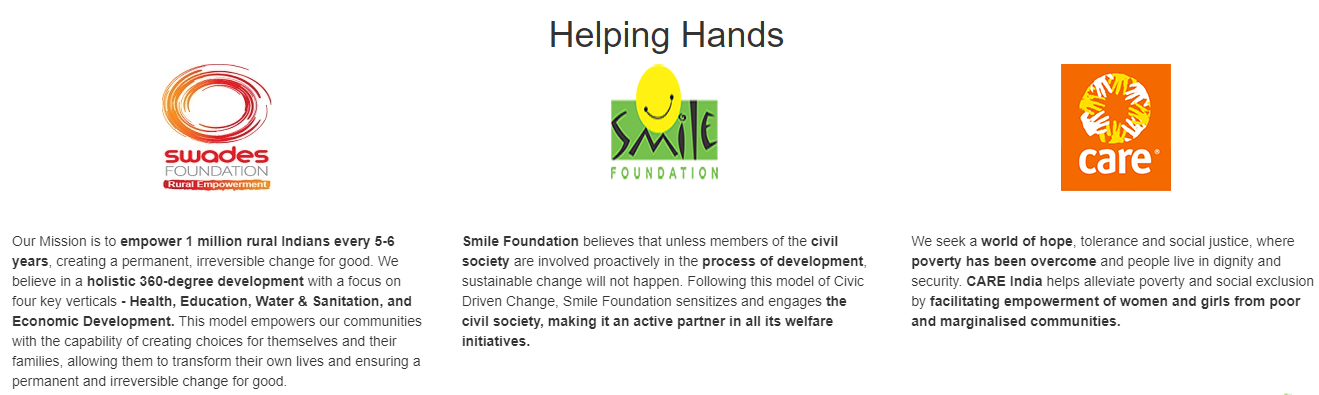 Helping Hands
swades
FOUNDATION
Rural Empowerment
SMiLE
FOUNDATION
care®
Our Mission is to empower 1 million rural Indians every 5-6
years, creating a permanent, irreversible change for good. We
believe in a holistic 360-degree development with a focus on
four key verticals - Health, Education, Water & Sanitation, and
Economic Development. This model empowers our communities
with the capability of creating choices for themselves and their
families, allowing them to transform their own lives and ensuring a
permanent and irreversible change for good.
Smile Foundation believes that unless members of the civil
society are involved proactively in the process of development,
sustainable change will not happen. Following this model of Civic
Driven Change, Smile Foundation sensitizes and engages the
civil society, making it an active partner in all its welfare
initiatives.
We seek a world of hope, tolerance and social justice, where
poverty has been overcome and people live in dignity and
security. CARE India helps alleviate poverty and social exclusion
by facilitating empowerment of women and girls from poor
and marginalised communities.